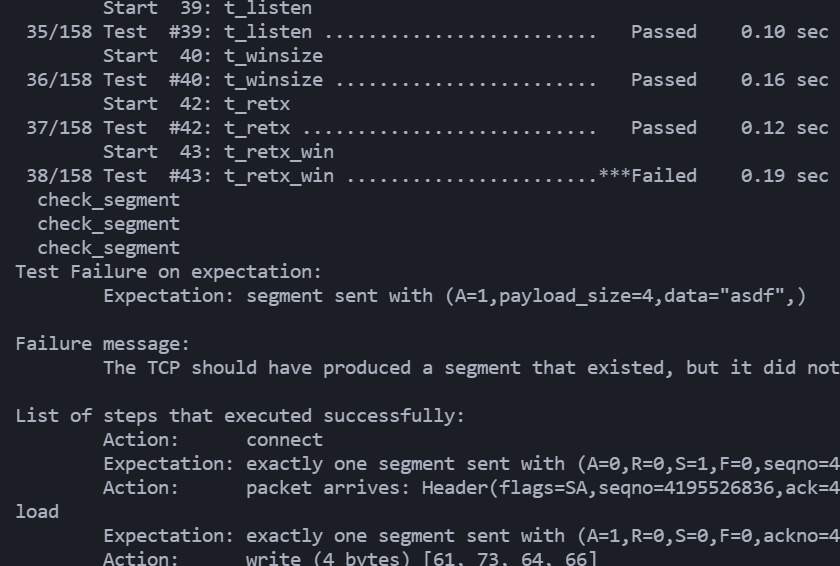 Start  39: t_listen
35/158 Test  #39: t_listen .........................   Passed    0.10 sec
Start  40: t_winsize
36/158 Test  #40: t_winsize ........................   Passed    0.16 sec
Start  42: t_retx
37/158 Test  #42: t_retx ...........................   Passed    0.12 sec
Start  43: t_retx_win
38/158 Test  #43: t_retx_win .......................***Failed    0.19 sec
check_segment
check_segment
check_segment
Test Failure on expectation:
Expectation: segment sent with (A=1,payload_size=4,data="asdf",)
Failure message:
The TCP should have produced a segment that existed, but it did not
List of steps that executed successfully:
Action:      connect
Expectation: exactly one segment sent with (A=0,R=0,S=1,F=0,seqno=4
Action:      packet arrives: Header(flags=SA,seqno=4195526836,ack=4
load
Expectation: exactly one segment sent with (A=1,R=0,S=0,F=0,ackno=4
Action:      write (4 bytes) [61, 73, 64, 66]